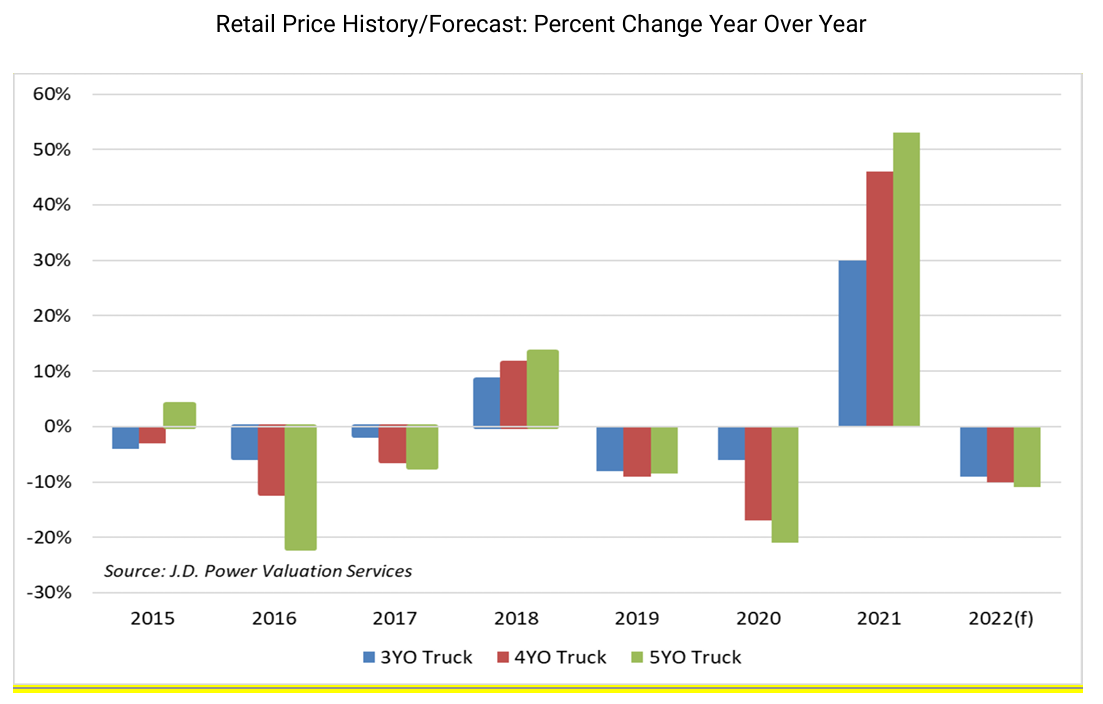 Retail Price History/Forecast: Percent Change Year Over Year
60%
50%
40%
30%
20%
10%
0%
-10%
-20%
-30%
Source: J.D. Power Valuation Services
2015 2016 2017 2018 2019 2020 2021 2022(f)
3YO Truck 4YO Truck 5YO Truck